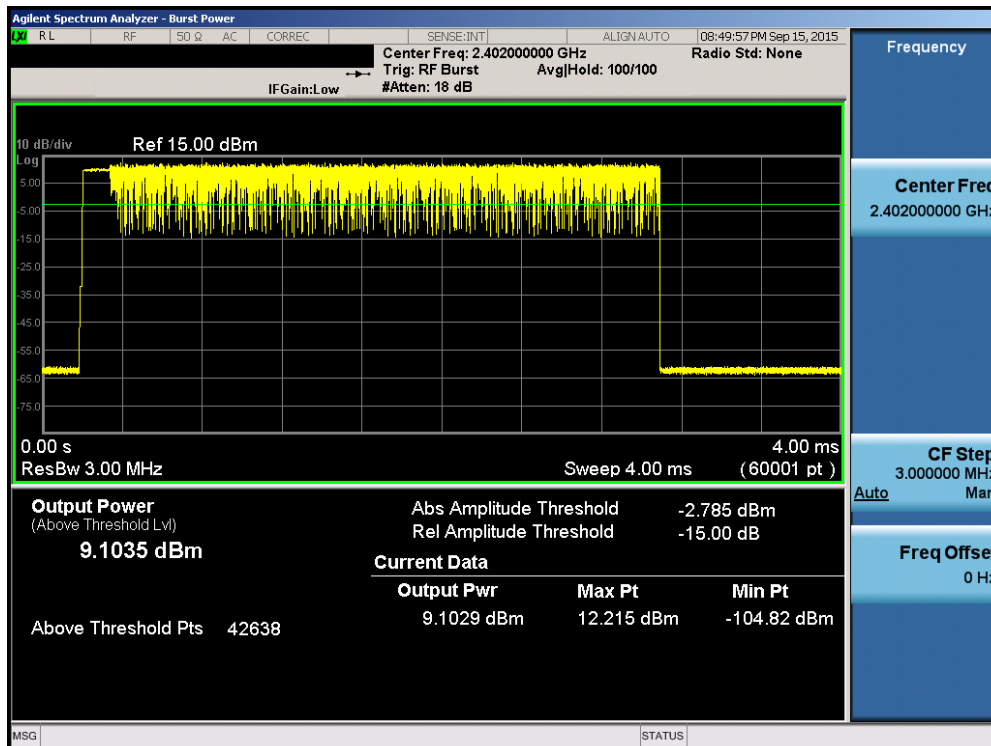 Agilent Spectrum Analyzer - Burst Power
LXI RL RF 50 Ω AC CORREC SENSE:INT ALIGN AUTO 08:49:57 PM Sep 15, 2015
Center Freq: 2.402000000 GHz Radio Std: None
Trig: RF Burst Avg|Hold: 100/100
IFGain:Low #Atten: 18 dB
10 dB/div Ref 15.00 dBm
Log
5.00
-5.00
-15.0
-25.0
-35.0
-45.0
-55.0
-65.0
-75.0
0.00 s 4.00 ms
ResBw 3.00 MHz Sweep 4.00 ms (60001 pt )
Output Power
(Above Threshold Lvl)
9.1035 dBm
Above Threshold Pts 42638
Abs Amplitude Threshold -2.785 dBm
Rel Amplitude Threshold -15.00 dB
Current Data
Output Pwr Max Pt Min Pt
9.1029 dBm 12.215 dBm -104.82 dBm
Frequency
Center Freq
2.402000000 GHz
CF Step
3.000000 MHz
Auto Man
Freq Offset
0 Hz
MSG STATUS